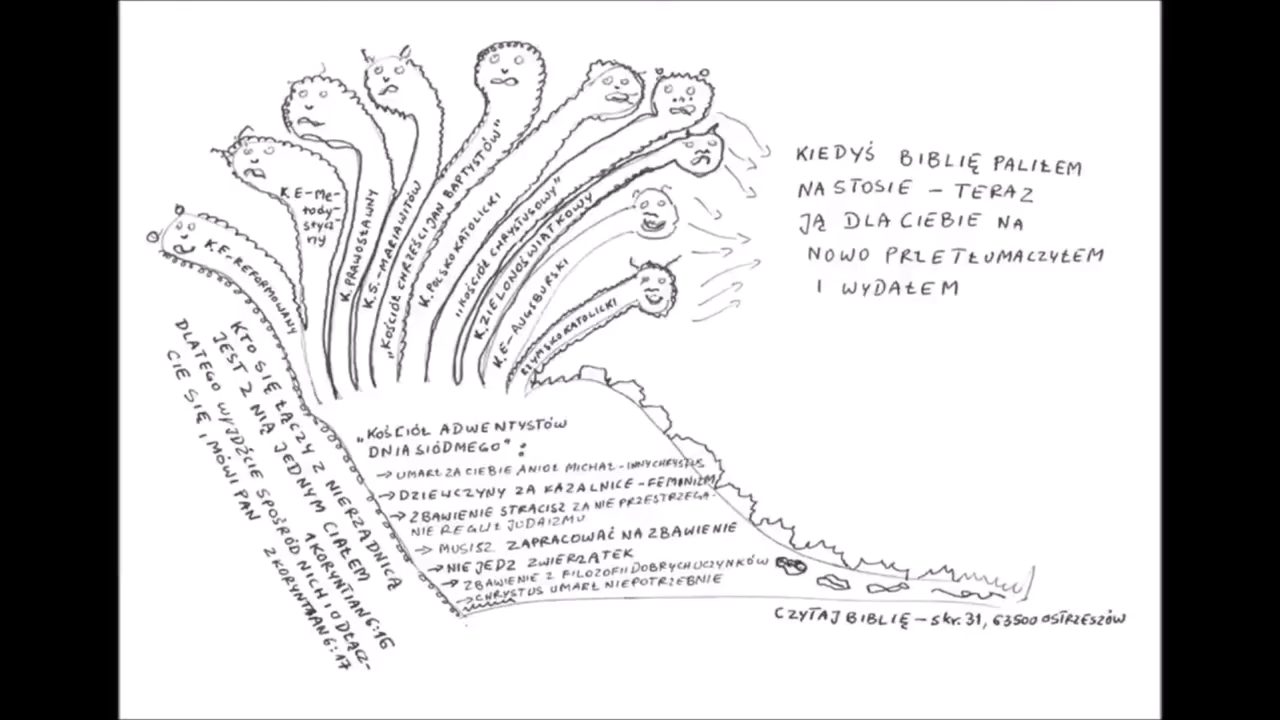 KIEDYŚ BIBLIĘ PALIŁEM
NA STOSIE – TERAZ
JĄ DLA CIEBIE NA
NOWO PRZETŁUMACZYŁEM
I WYDAŁEM
K.E-REFORMOWANY
K.E-Me-
tody-
stycz-
ny
K. PRAWOSŁAWNY
K.S.-MARIAWITÓW
„KOŚCIÓŁ CHRZEŚCIJAN BAPTYSTÓW"
K. POLSKOKATOLICKI
„KOŚCIÓŁ CHRYSTUSOWY"
K. ZIELONOŚWIĄTKOWY
K.E-AUGSBURSKI
RZYMSKOKATOLICKI
KTO SIĘ ŁĄCZY Z NIERZĄDNICĄ
JEST Z NIĄ JEDNYM CIAŁEM
1 KORYNTIAN 6:16
DLATEGO WYJDŹCIE SPOŚRÓD NICH I ODŁĄCZ-
CIE SIĘ, MÓWI PAN
2 KORYNTIAN 6:17
„KOŚCIÓŁ ADWENTYSTÓW
DNIA SIÓDMEGO":
→ UMARŁ ZA CIEBIE ANIOŁ MICHAŁ - INNY CHRYSTUS
→ DZIEWCZYNY ZA KAZALNICE - FEMINIZM
→ ZBAWIENIE STRACISZ ZA NIE PRZESTRZEGA-
NIE REGUŁ JUDAIZMU
→ MUSISZ ZAPRACOWAĆ NA ZBAWIENIE
→ NIE JEDZ ZWIERZĄTEK
→ ZBAWIENIE Z FILOZOFII DOBRYCH UCZYNKÓW
→ CHRYSTUS UMARŁ NIEPOTRZEBNIE
CZYTAJ BIBLIĘ – skr. 31, 63500 OSTRZESZÓW